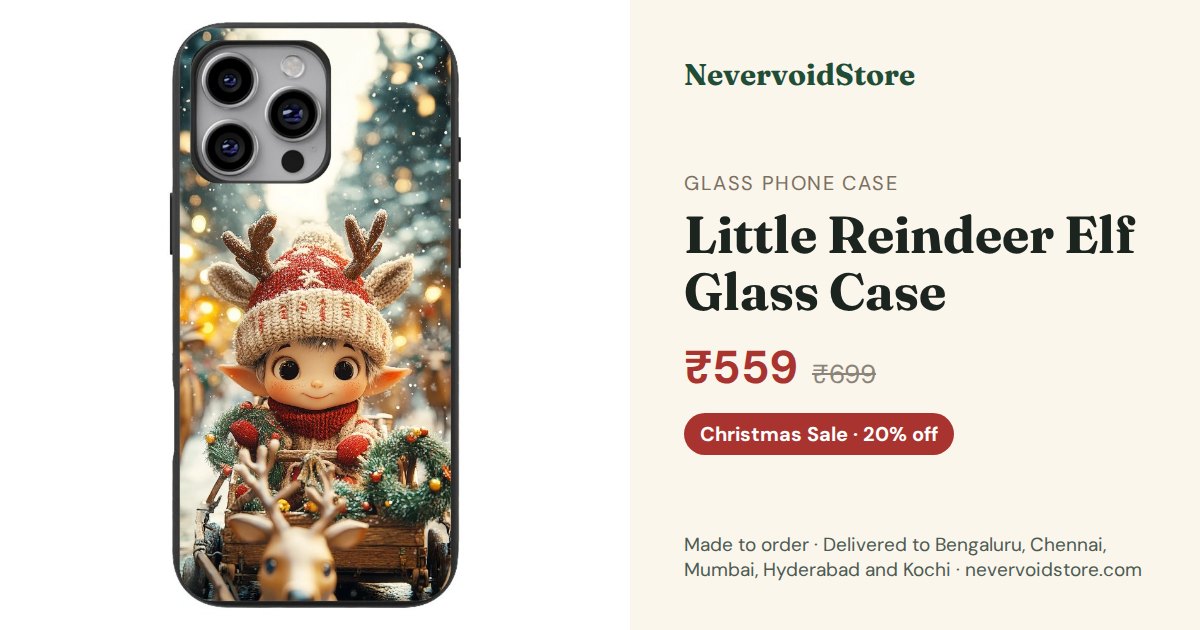 NevervoidStore
GLASS PHONE CASE
Little Reindeer Elf
Glass Case
₹559 ₹699
Christmas Sale · 20% off
Made to order · Delivered to Bengaluru, Chennai,
Mumbai, Hyderabad and Kochi · nevervoidstore.com